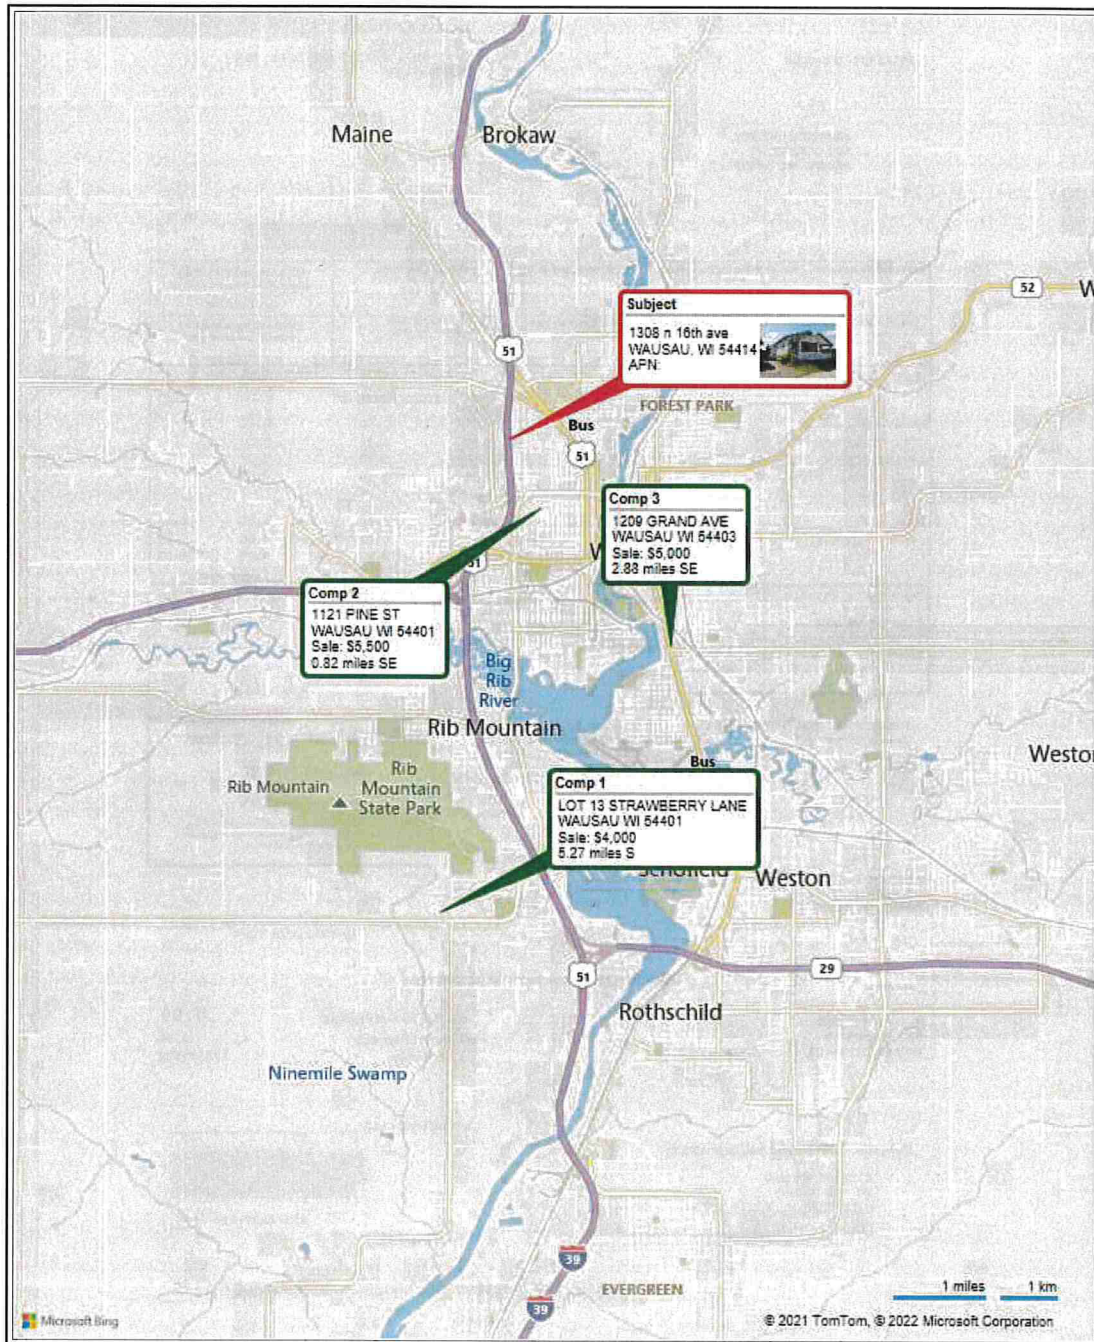 Maine
Brokaw
52
W
Subject
1308 n 16th ave
WAUSAU, WI 54414
APN:
51
FOREST PARK
Bus
51
Comp 3
1209 GRAND AVE
WAUSAU WI 54403
Sale: $5,000
2.88 miles SE
W
51
Comp 2
1121 PINE ST
WAUSAU WI 54401
Sale: $5,500
0.82 miles SE
Big
Rib
River
Rib Mountain
Weston
Rib Mountain
Rib
Mountain
State Park
Bus
Comp 1
LOT 13 STRAWBERRY LANE
WAUSAU WI 54401
Sale: $4,000
5.27 miles S
Schofield
Weston
51
29
Rothschild
Ninemile Swamp
39
EVERGREEN
39
1 miles
1 km
Microsoft Bing
© 2021 TomTom, © 2022 Microsoft Corporation